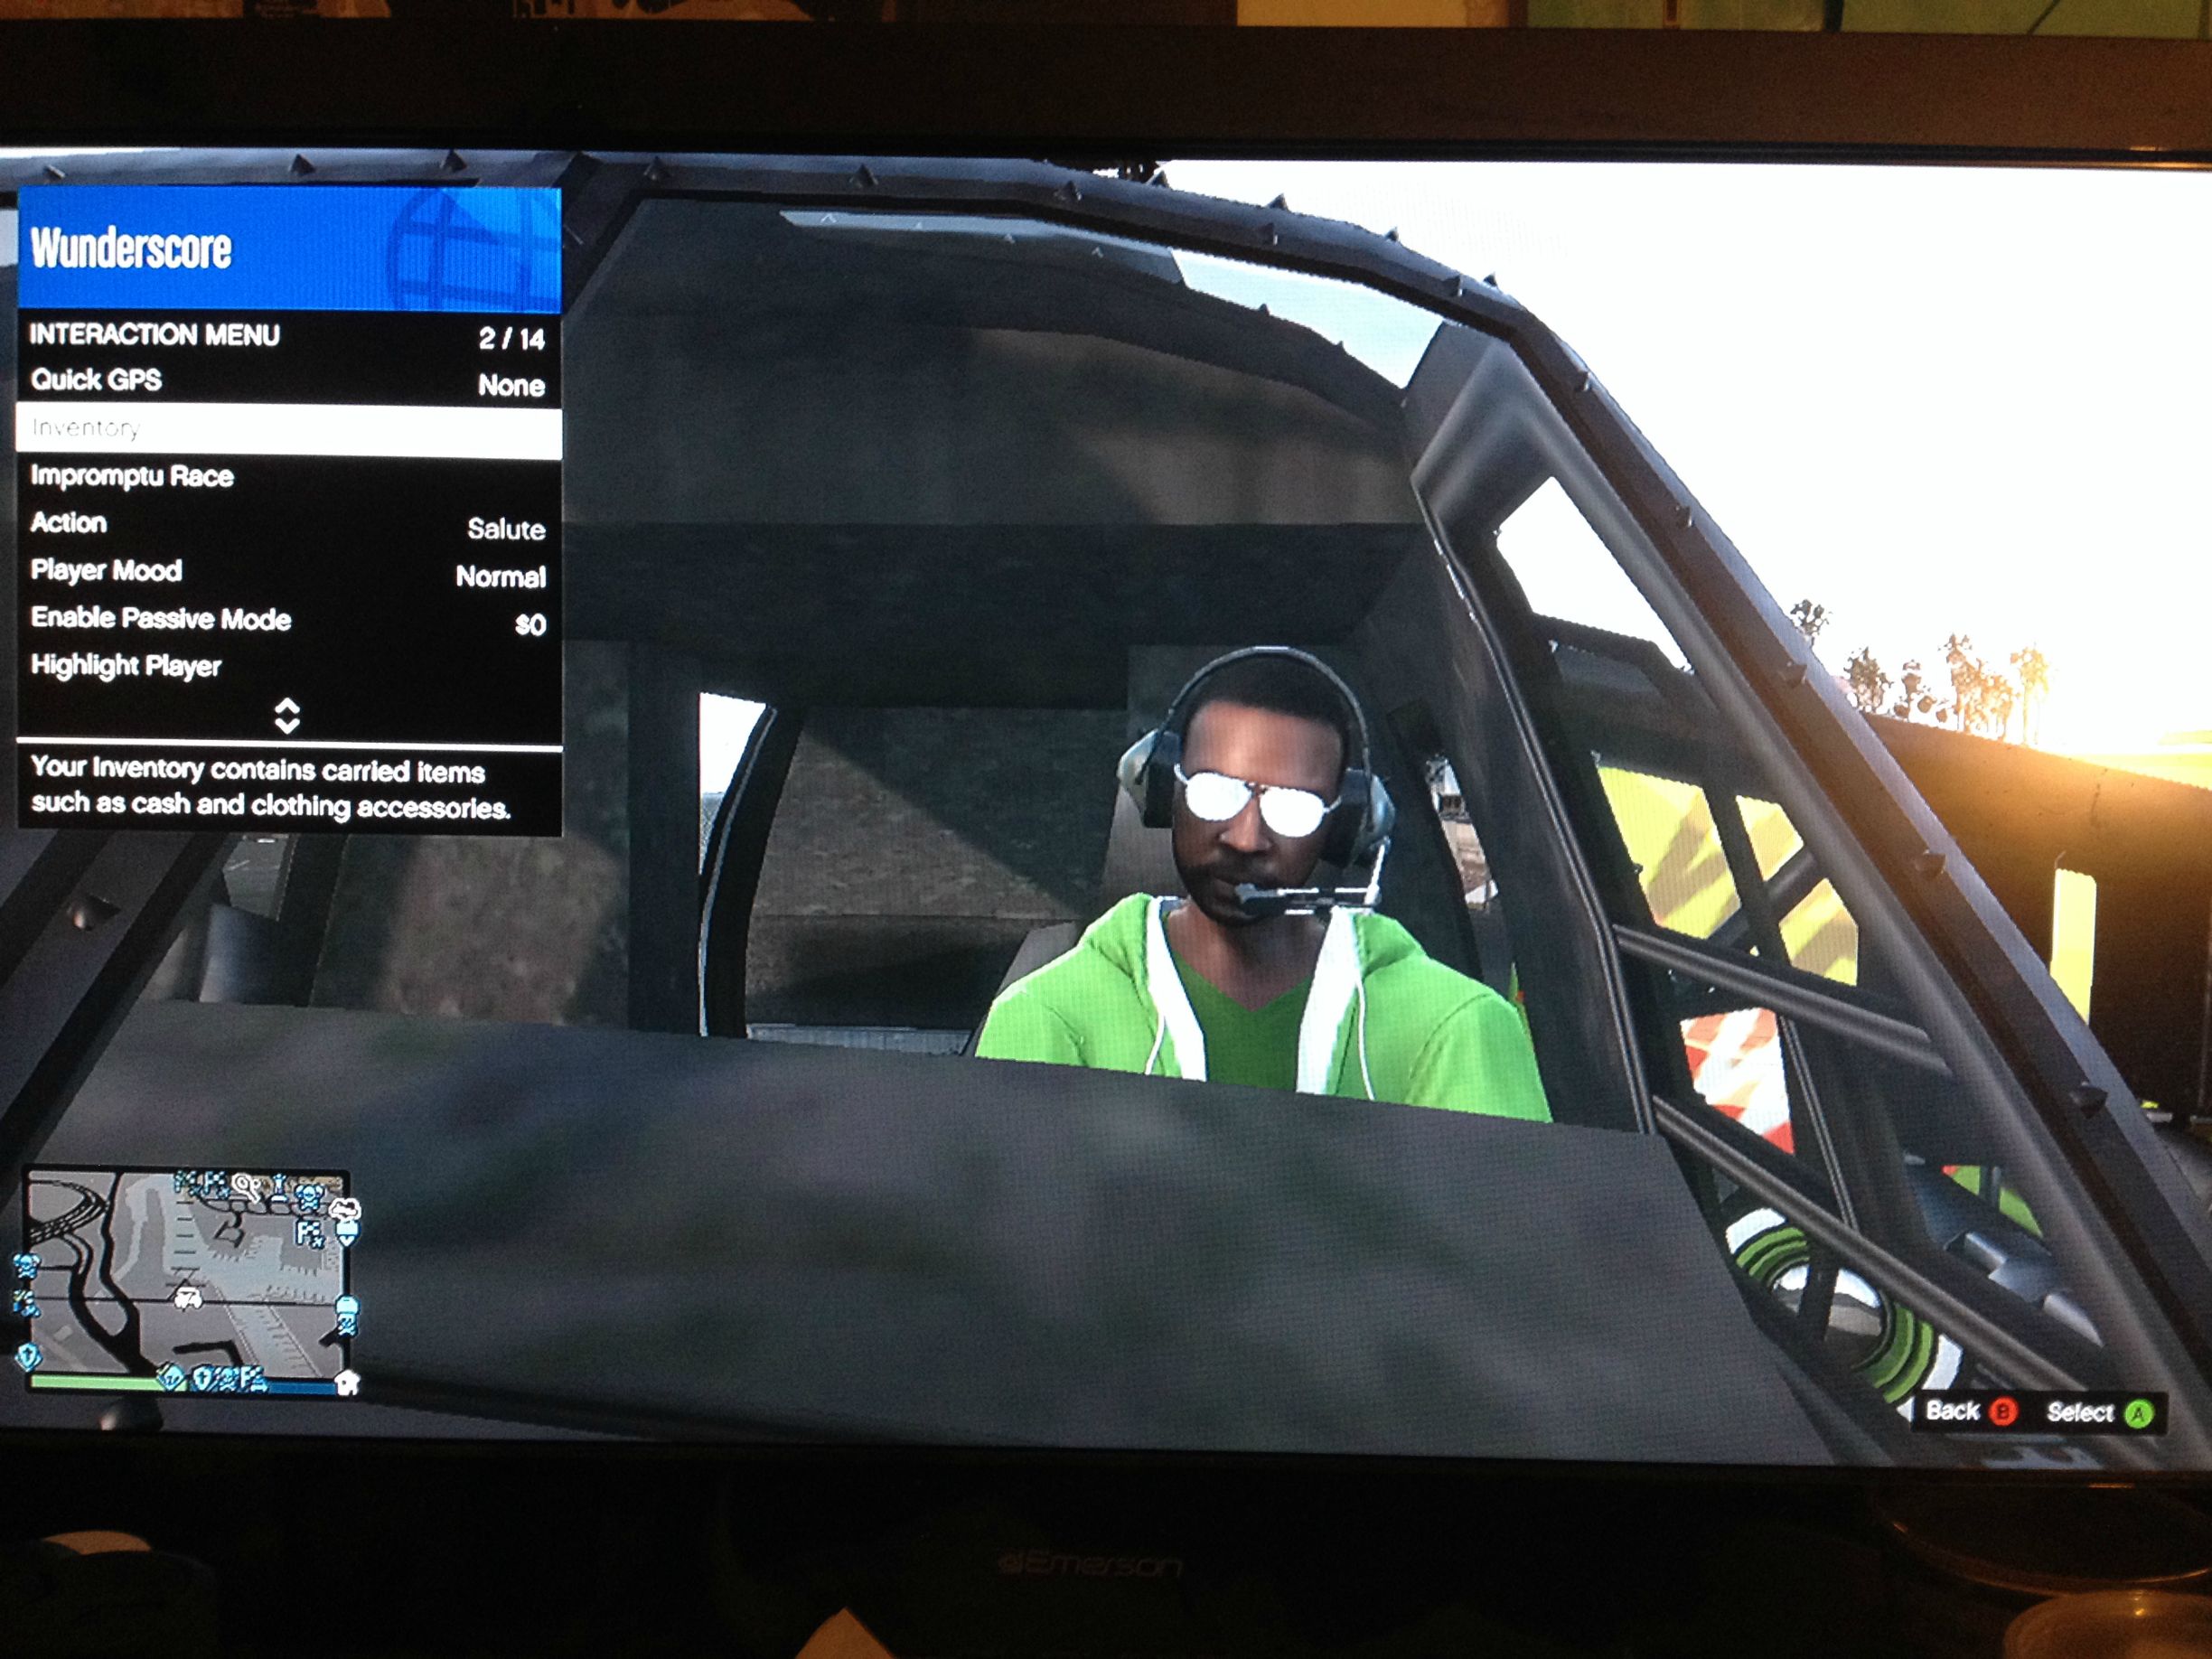 Wunderscore
INTERACTION MENU 2 / 14
Quick GPS None
Inventory
Impromptu Race
Action Salute
Player Mood Normal
Enable Passive Mode $0
Highlight Player
Your Inventory contains carried items
such as cash and clothing accessories.
Back B Select A
Emerson